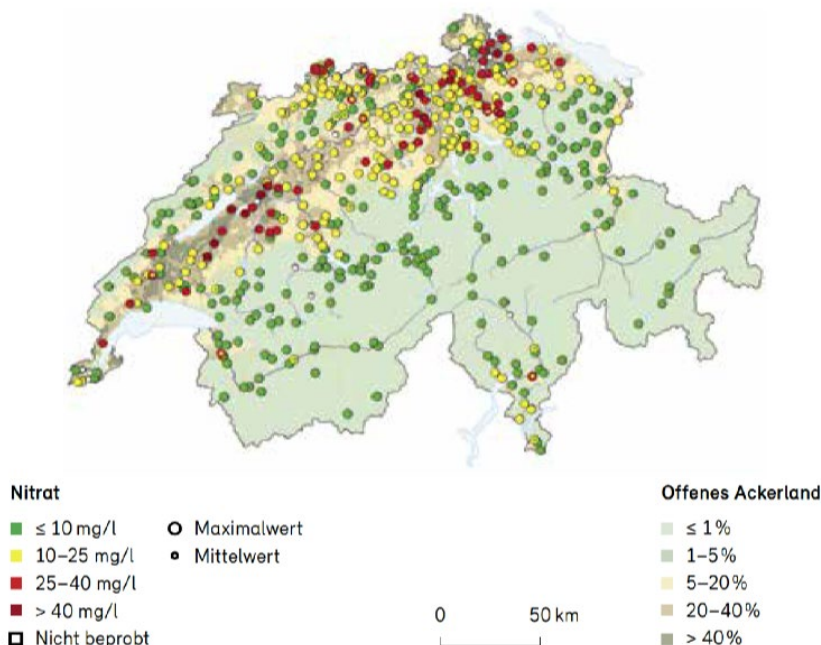 Nitrat
≤ 10 mg/l
10–25 mg/l
25–40 mg/l
> 40 mg/l
Nicht beprobt
Maximalwert
Mittelwert
0 50 km
Offenes Ackerland
≤ 1%
1–5%
5–20%
20–40%
> 40%